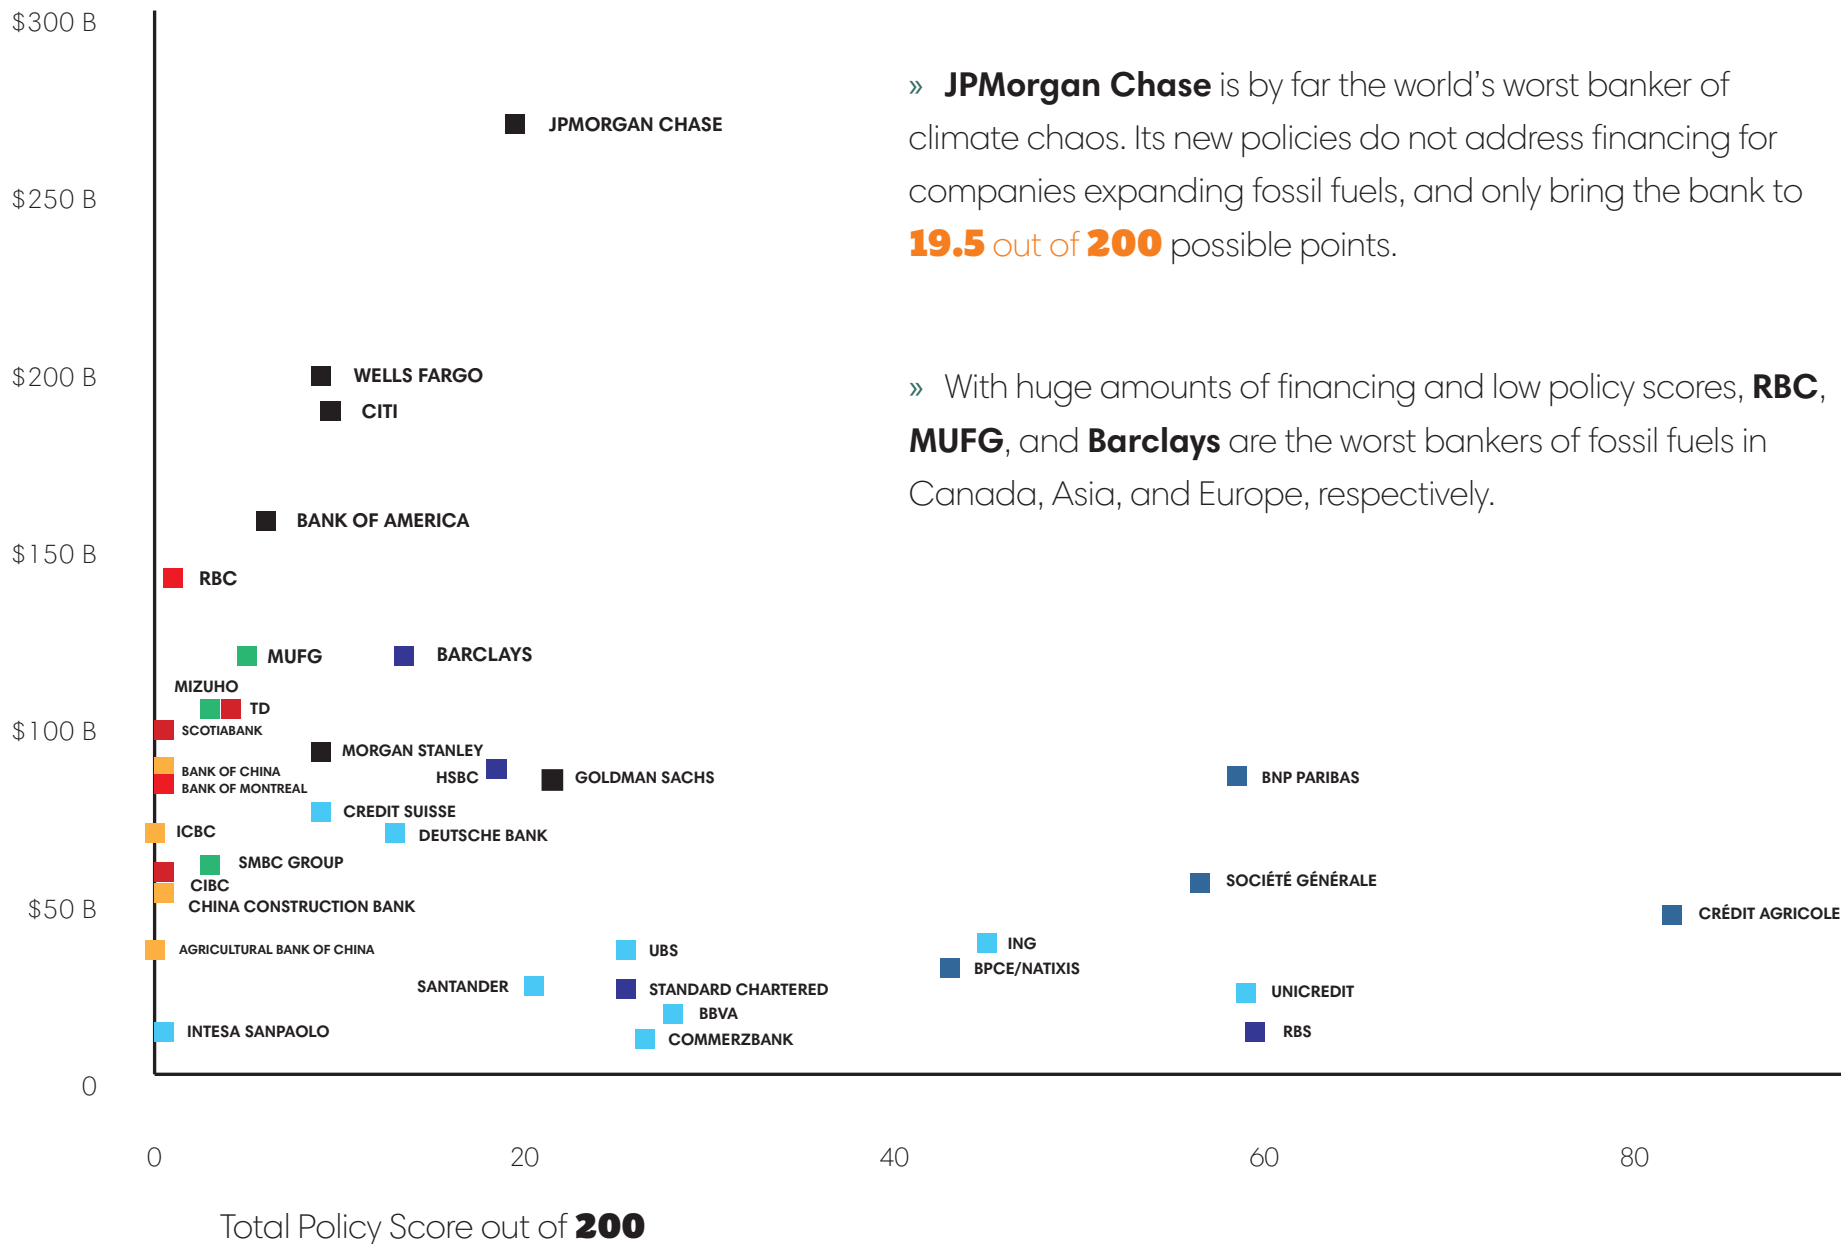 $300 B
» JPMorgan Chase is by far the world’s worst banker of
climate chaos. Its new policies do not address financing for
companies expanding fossil fuels, and only bring the bank to
19.5 out of 200 possible points.
JPMORGAN CHASE
$250 B
$200 B
WELLS FARGO
CITI
» With huge amounts of financing and low policy scores, RBC,
MUFG, and Barclays are the worst bankers of fossil fuels in
Canada, Asia, and Europe, respectively.
BANK OF AMERICA
$150 B
RBC
MUFG
BARCLAYS
MIZUHO
TD
$100 B
SCOTIABANK
MORGAN STANLEY
BANK OF CHINA
HSBC
GOLDMAN SACHS
BNP PARIBAS
BANK OF MONTREAL
CREDIT SUISSE
ICBC
DEUTSCHE BANK
SMBC GROUP
CIBC
SOCIÉTÉ GÉNÉRALE
CHINA CONSTRUCTION BANK
$50 B
CRÉDIT AGRICOLE
AGRICULTURAL BANK OF CHINA
UBS
ING
BPCE/NATIXIS
SANTANDER
STANDARD CHARTERED
UNICREDIT
BBVA
INTESA SANPAOLO
COMMERZBANK
RBS
0
0 20 40 60 80
Total Policy Score out of 200